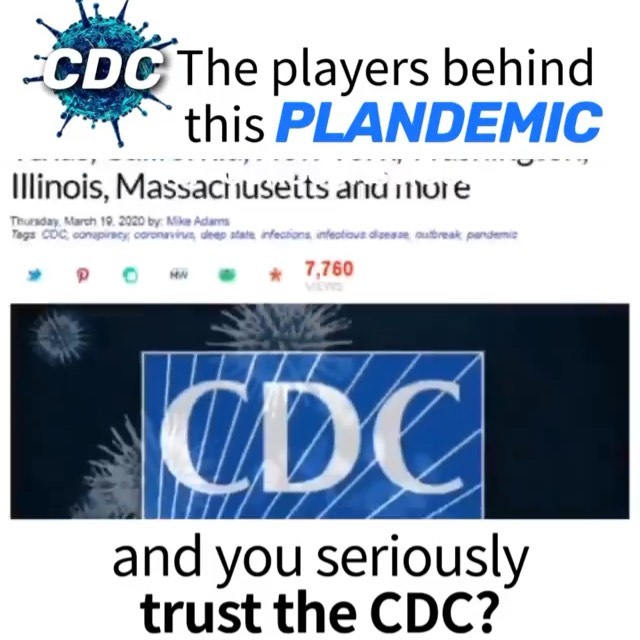 CDC The players behind
this PLANDEMIC
Illinois, Massachusetts and more
Thursday, March 19, 2020 by: Mike Adams
Tags: CDC, conspiracy, coronavirus, deep state, infections, infectious disease, outbreak, pandemic
MW
7,760
VIEWS
CDC
and you seriously
trust the CDC?